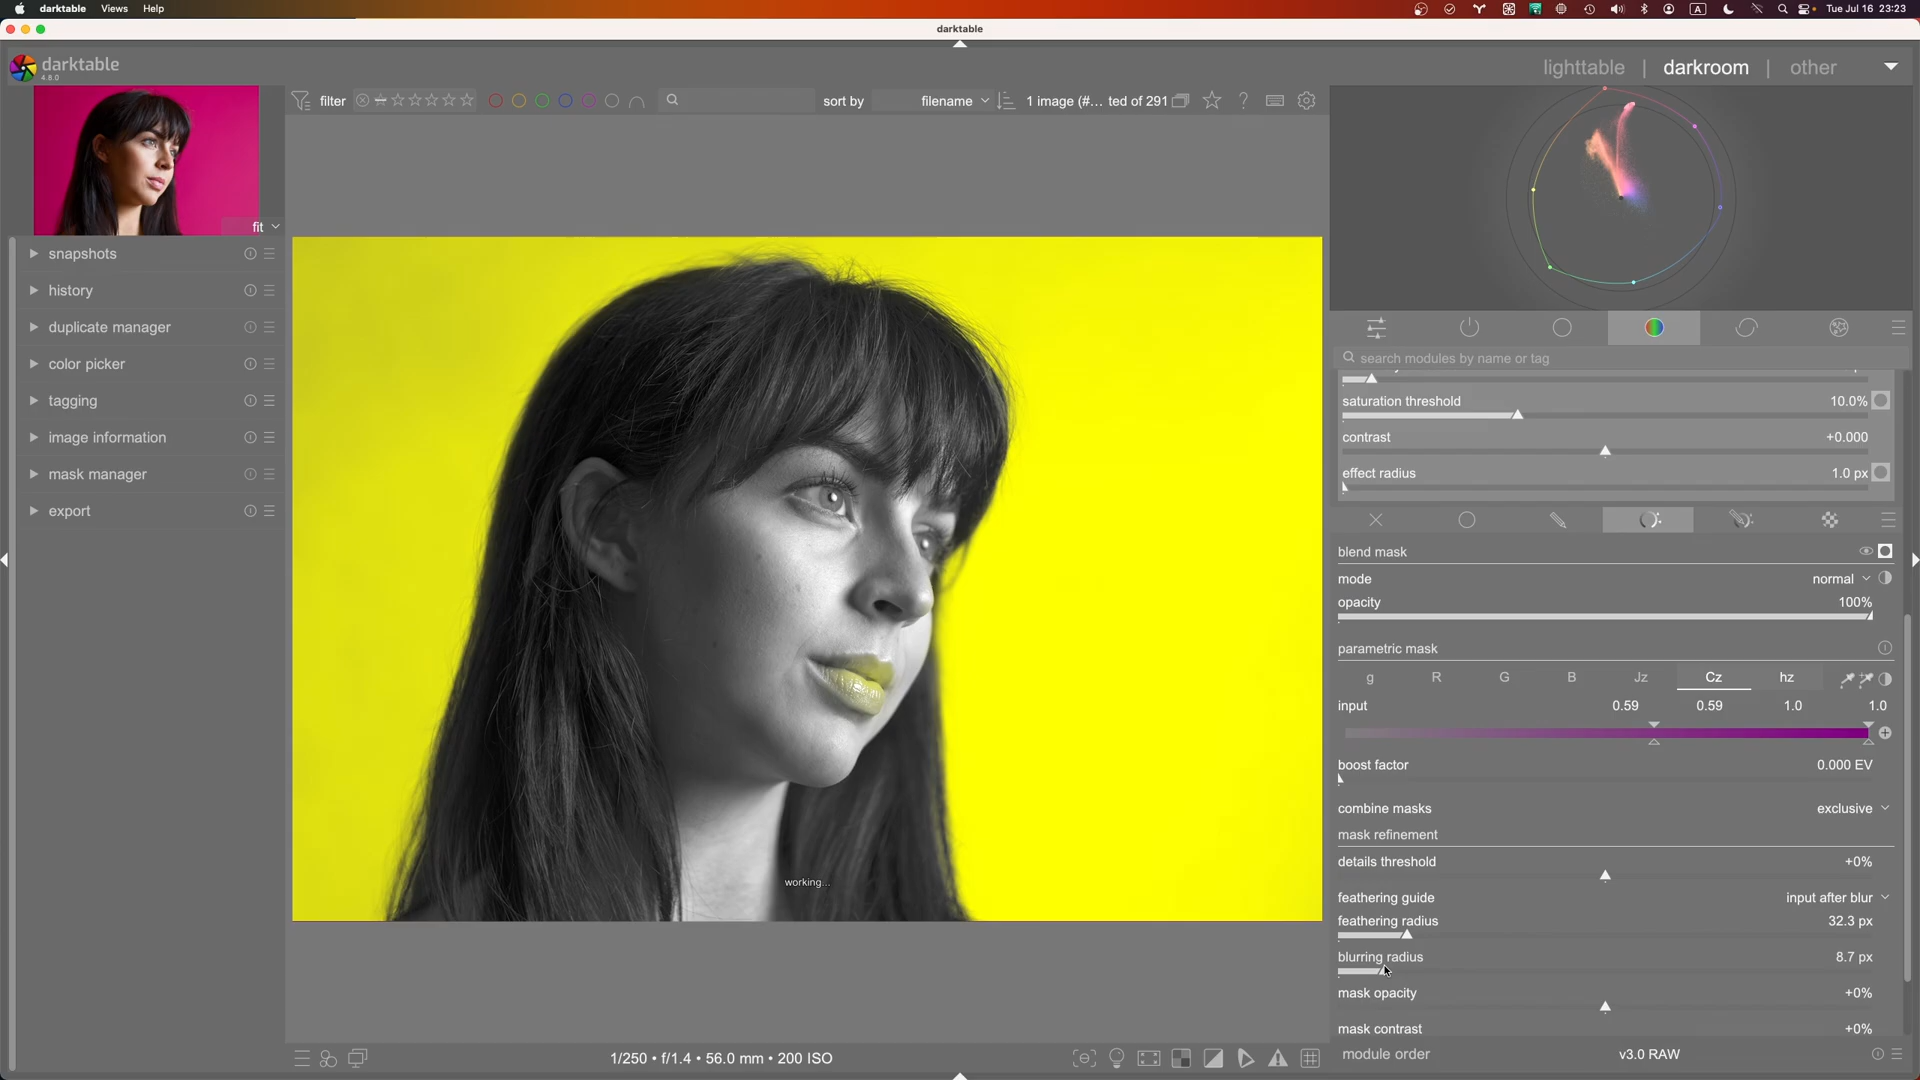 darktable Views Help
A
Tue Jul 16 23:23
darktable
darktable
4.8.0
lighttable | darkroom | other
filter
sort by filename
1 image (#... ted of 291
?
fit
snapshots
history
duplicate manager
color picker
tagging
image information
mask manager
export
working...
1/250 • f/1.4 • 56.0 mm • 200 ISO
search modules by name or tag
saturation threshold 10.0%
contrast +0.000
effect radius 1.0 px
blend mask
mode normal
opacity 100%
parametric mask
g R G B Jz Cz hz
input 0.59 0.59 1.0 1.0
boost factor 0.000 EV
combine masks exclusive
mask refinement
details threshold +0%
feathering guide input after blur
feathering radius 32.3 px
blurring radius 8.7 px
mask opacity +0%
mask contrast +0%
module order v3.0 RAW